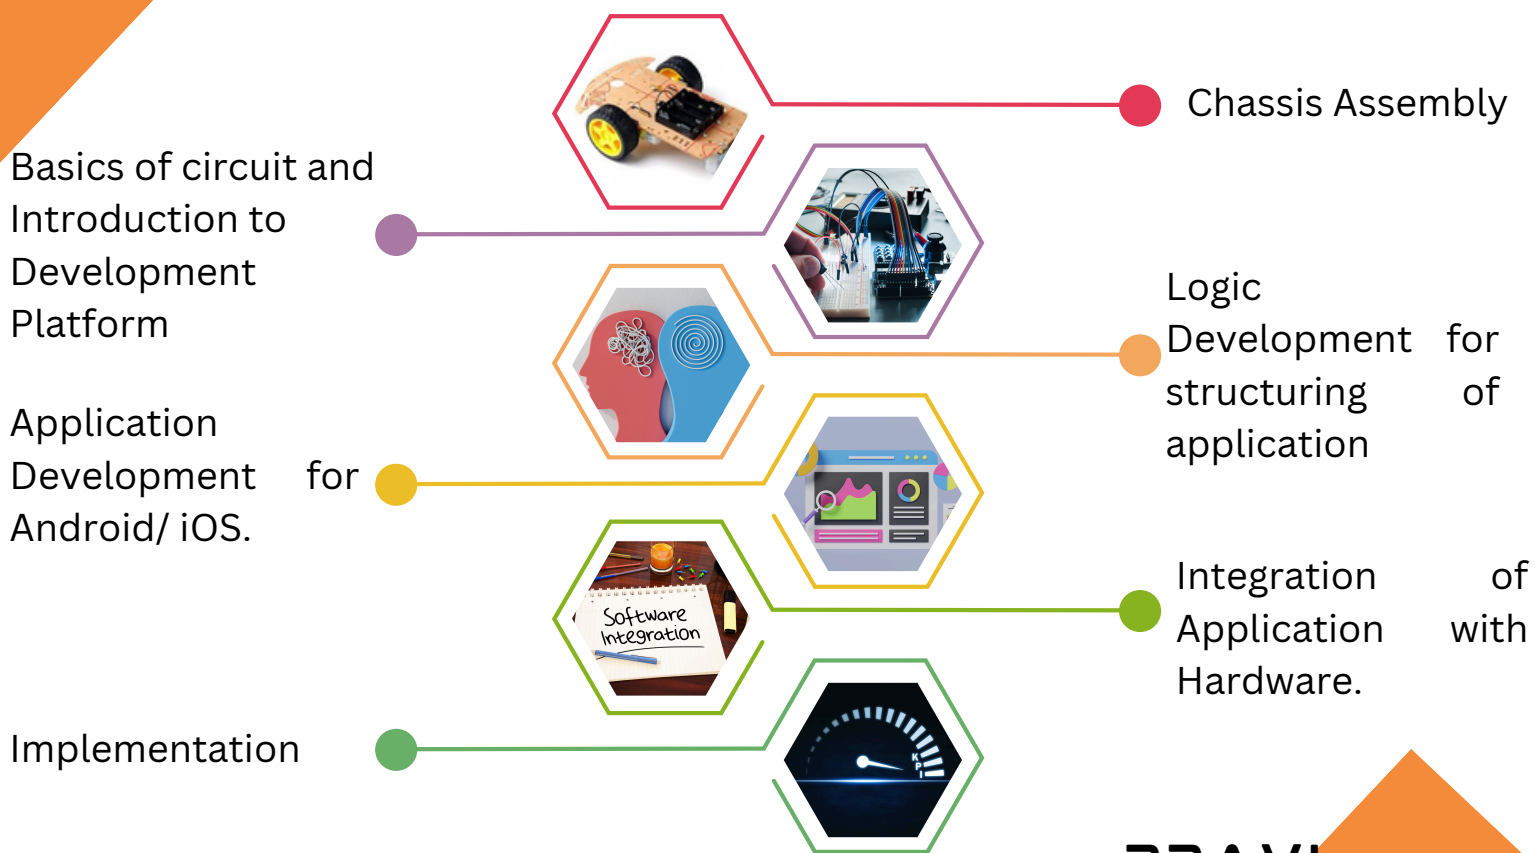 Chassis Assembly
Basics of circuit and
Introduction to
Development
Platform
Logic
Development for
structuring of
application
Application
Development for
Android/ iOS.
Software
Integration
Integration of
Application with
Hardware.
Implementation
KPI